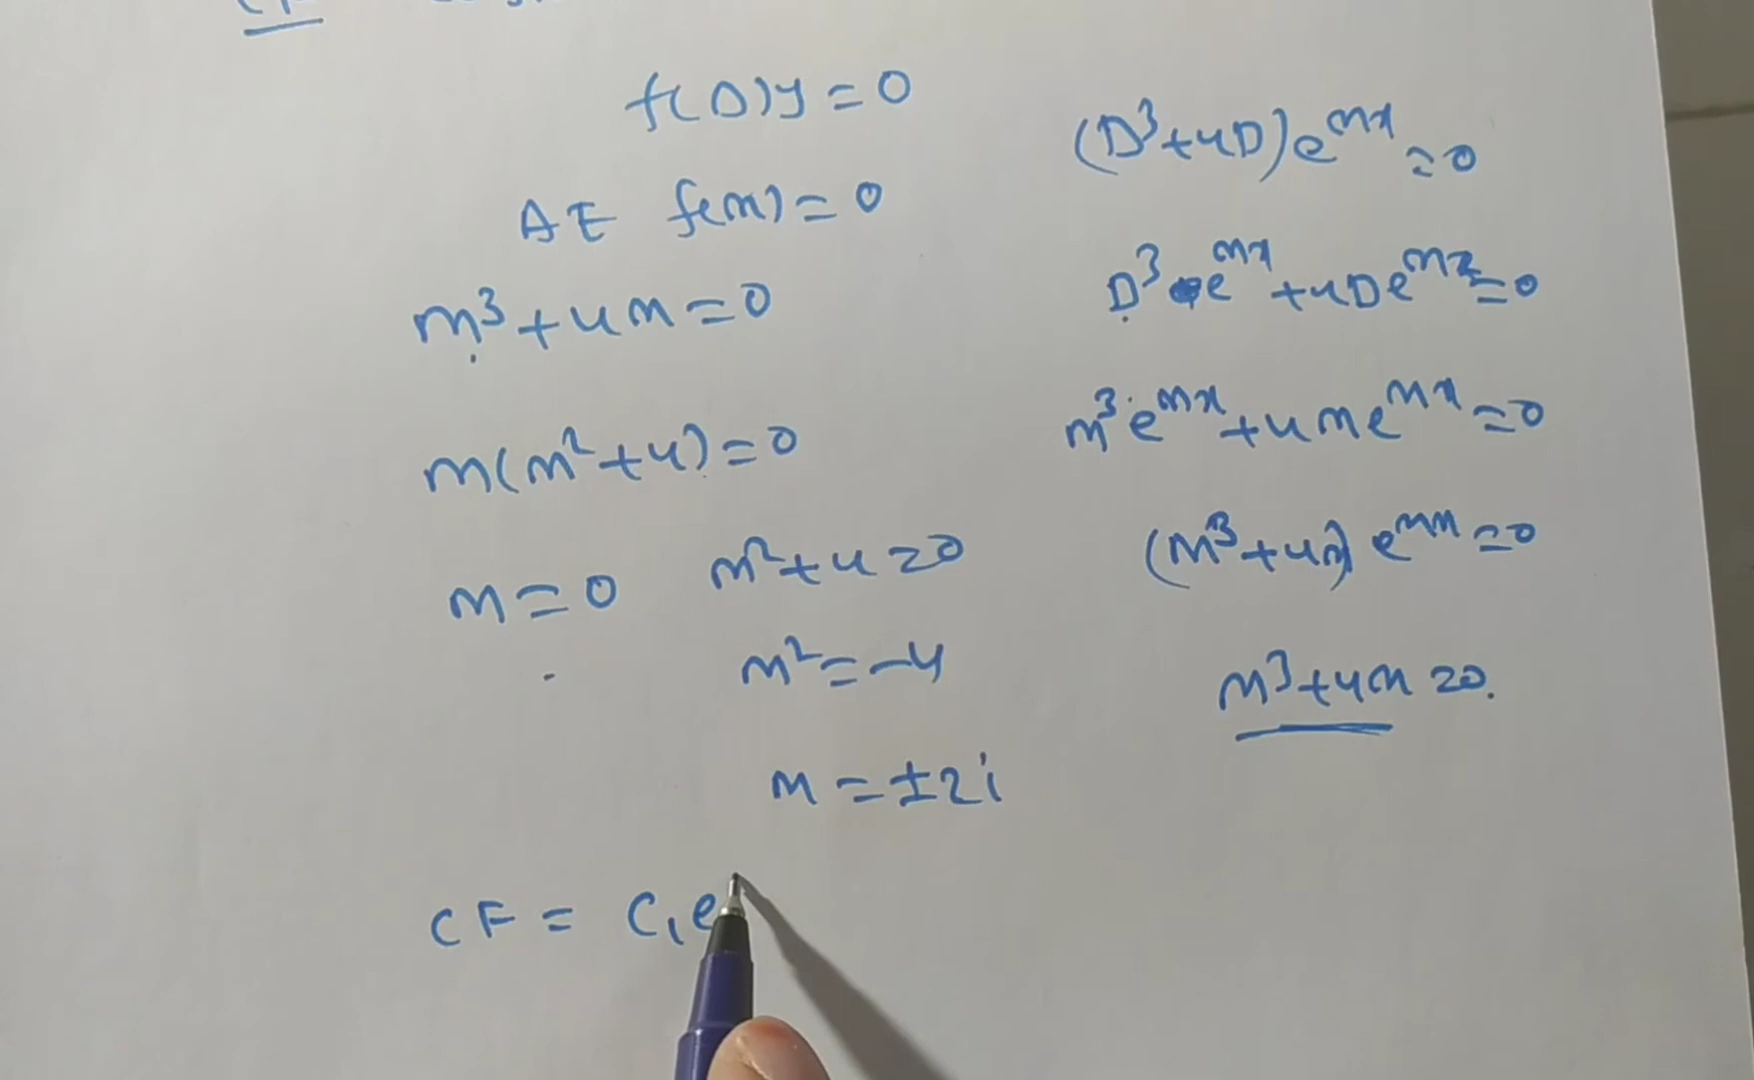 f(D)y = 0
AE f(m) = 0
m³ + 4m = 0
m(m² + 4) = 0
m = 0 m² + 4 = 0
m² = -4
m = ±2i
CF = C₁e
(D³ + 4D)e^mx = 0
D³ e^mx + 4De^mx = 0
m³e^mx + 4me^mx = 0
(m³ + 4m) e^mx = 0
m³ + 4m = 0.